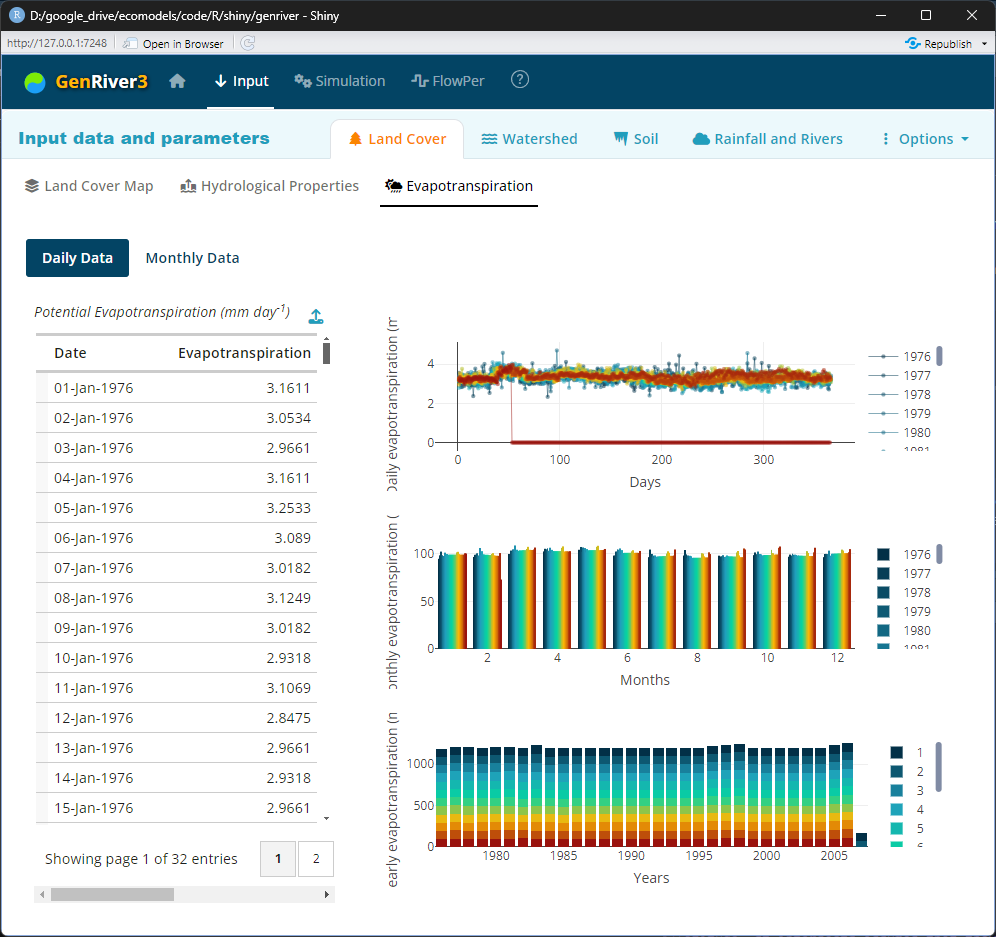 D:/google_drive/ecomodels/code/R/shiny/genriver - Shiny
http://127.0.0.1:7248 Open in Browser Republish
GenRiver3 Input Simulation FlowPer ?
Input data and parameters Land Cover Watershed Soil Rainfall and Rivers Options
Land Cover Map Hydrological Properties Evapotranspiration
Daily Data Monthly Data
Potential Evapotranspiration (mm day-1)
Date Evapotranspiration
01-Jan-1976 3.1611
02-Jan-1976 3.0534
03-Jan-1976 2.9661
04-Jan-1976 3.1611
05-Jan-1976 3.2533
06-Jan-1976 3.089
07-Jan-1976 3.0182
08-Jan-1976 3.1249
09-Jan-1976 3.0182
10-Jan-1976 2.9318
11-Jan-1976 3.1069
12-Jan-1976 2.8475
13-Jan-1976 2.9661
14-Jan-1976 2.9318
15-Jan-1976 2.9661
Showing page 1 of 32 entries 1 2
Daily evapotranspiration (m
4
2
0
0 100 200 300
Days
1976
1977
1978
1979
1980
1981
onthly evapotranspiration (
100
50
0
2 4 6 8 10 12
Months
1976
1977
1978
1979
1980
1981
early evapotranspiration (m
1000
500
0
1980 1985 1990 1995 2000 2005
Years
1
2
3
4
5
6